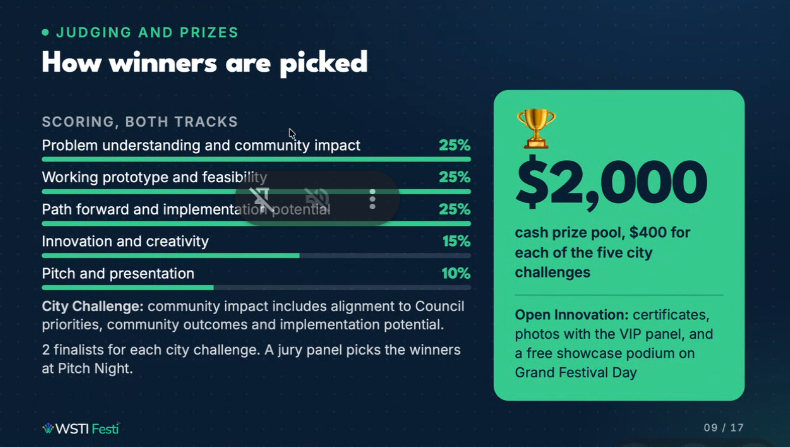 JUDGING AND PRIZES
How winners are picked
SCORING, BOTH TRACKS
Problem understanding and community impact 25%
Working prototype and feasibility 25%
Path forward and implementation potential 25%
Innovation and creativity 15%
Pitch and presentation 10%
City Challenge: community impact includes alignment to Council
priorities, community outcomes and implementation potential.
2 finalists for each city challenge. A jury panel picks the winners
at Pitch Night.
$2,000
cash prize pool, $400 for
each of the five city
challenges
Open Innovation: certificates,
photos with the VIP panel, and
a free showcase podium on
Grand Festival Day
WSTI Festi
09 / 17